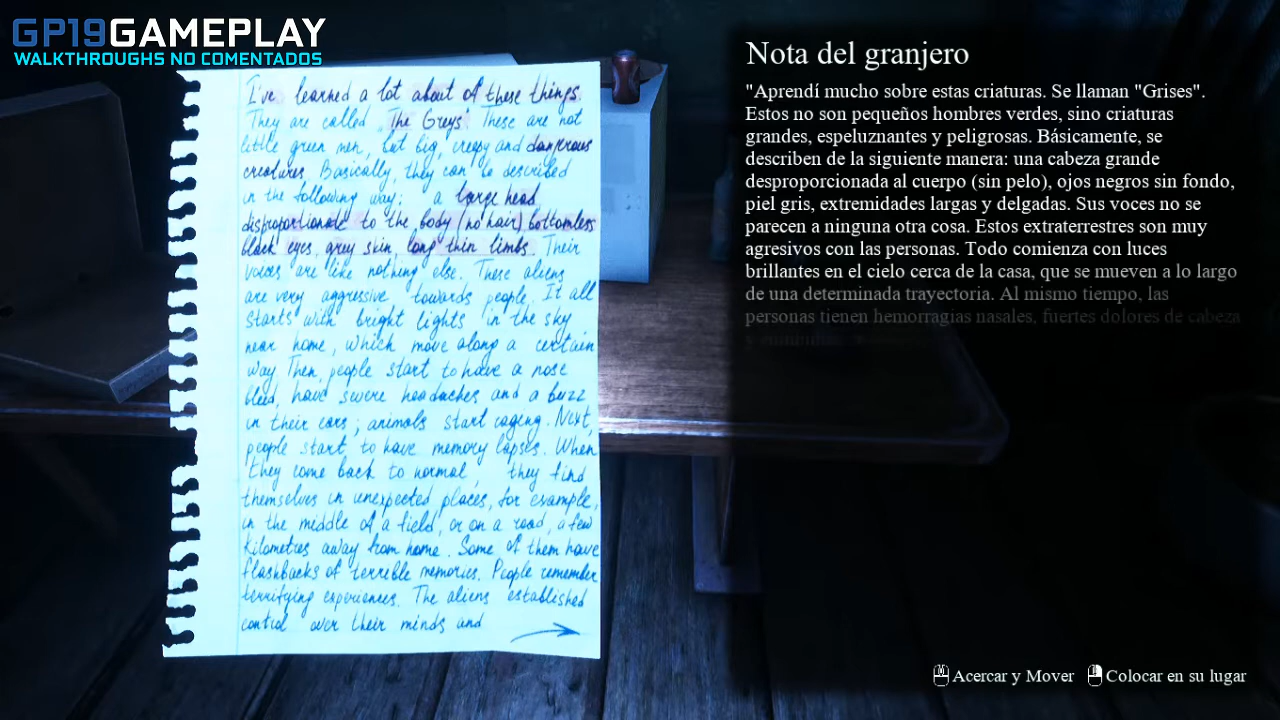 GP19GAMEPLAY
WALKTHROUGHS NO COMENTADOS
I've learned a lot about of these things.
They are called "The Greys". These are not
little green men, but big, creepy and dangerous
creatures. Basically, they can be described
in the following way: a large head
disproportionate to the body (no hair) bottomless
black eyes, grey skin, long thin limbs. Their
voices are like nothing else. These aliens
are very aggressive towards people. It all
starts with bright lights in the sky
near home, which move along a certain
way. Then, people start to have a nose
bleed, have severe headaches and a buzz
in their ears; animals start raging. Next,
people start to have memory lapses. When
they come back to normal, they find
themselves in unexpected places, for example,
in the middle of a field, or on a road, a few
kilometres away from home. Some of them have
flashbacks of terrible memories. People remember
terrifying experiences. The aliens established
control over their minds and
Nota del granjero
"Aprendí mucho sobre estas criaturas. Se llaman "Grises".
Estos no son pequeños hombres verdes, sino criaturas
grandes, espeluznantes y peligrosas. Básicamente, se
describen de la siguiente manera: una cabeza grande
desproporcionada al cuerpo (sin pelo), ojos negros sin fondo,
piel gris, extremidades largas y delgadas. Sus voces no se
parecen a ninguna otra cosa. Estos extraterrestres son muy
agresivos con las personas. Todo comienza con luces
brillantes en el cielo cerca de la casa, que se mueven a lo largo
de una determinada trayectoria. Al mismo tiempo, las
personas tienen hemorragias nasales, fuertes dolores de cabeza
Acercar y Mover
Colocar en su lugar